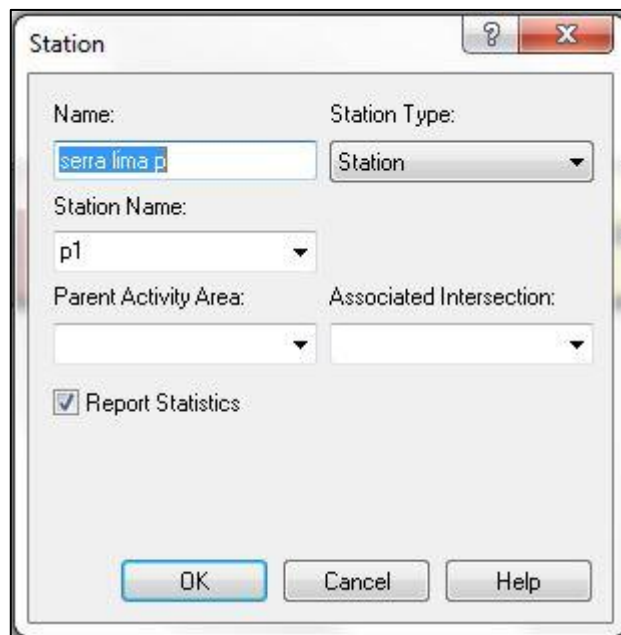 Station
Name:
Station Type:
serra lima p
Station
Station Name:
p1
Parent Activity Area:
Associated Intersection:
Report Statistics
OK
Cancel
Help